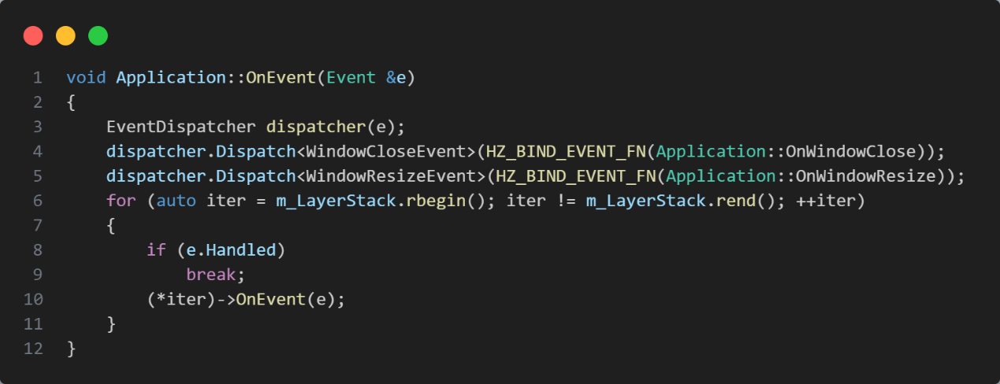 1 void Application::OnEvent(Event &e)
2 {
3     EventDispatcher dispatcher(e);
4     dispatcher.Dispatch<WindowCloseEvent>(HZ_BIND_EVENT_FN(Application::OnWindowClose));
5     dispatcher.Dispatch<WindowResizeEvent>(HZ_BIND_EVENT_FN(Application::OnWindowResize));
6     for (auto iter = m_LayerStack.rbegin(); iter != m_LayerStack.rend(); ++iter)
7     {
8         if (e.Handled)
9             break;
10         (*iter)->OnEvent(e);
11     }
12 }